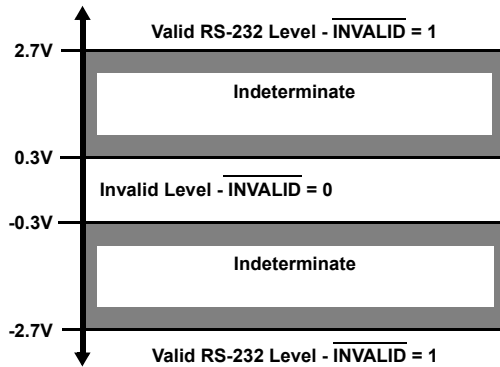 Valid RS-232 Level - INVALID = 1
2.7V
Indeterminate
0.3V
Invalid Level - INVALID = 0
-0.3V
Indeterminate
-2.7V
Valid RS-232 Level - INVALID = 1